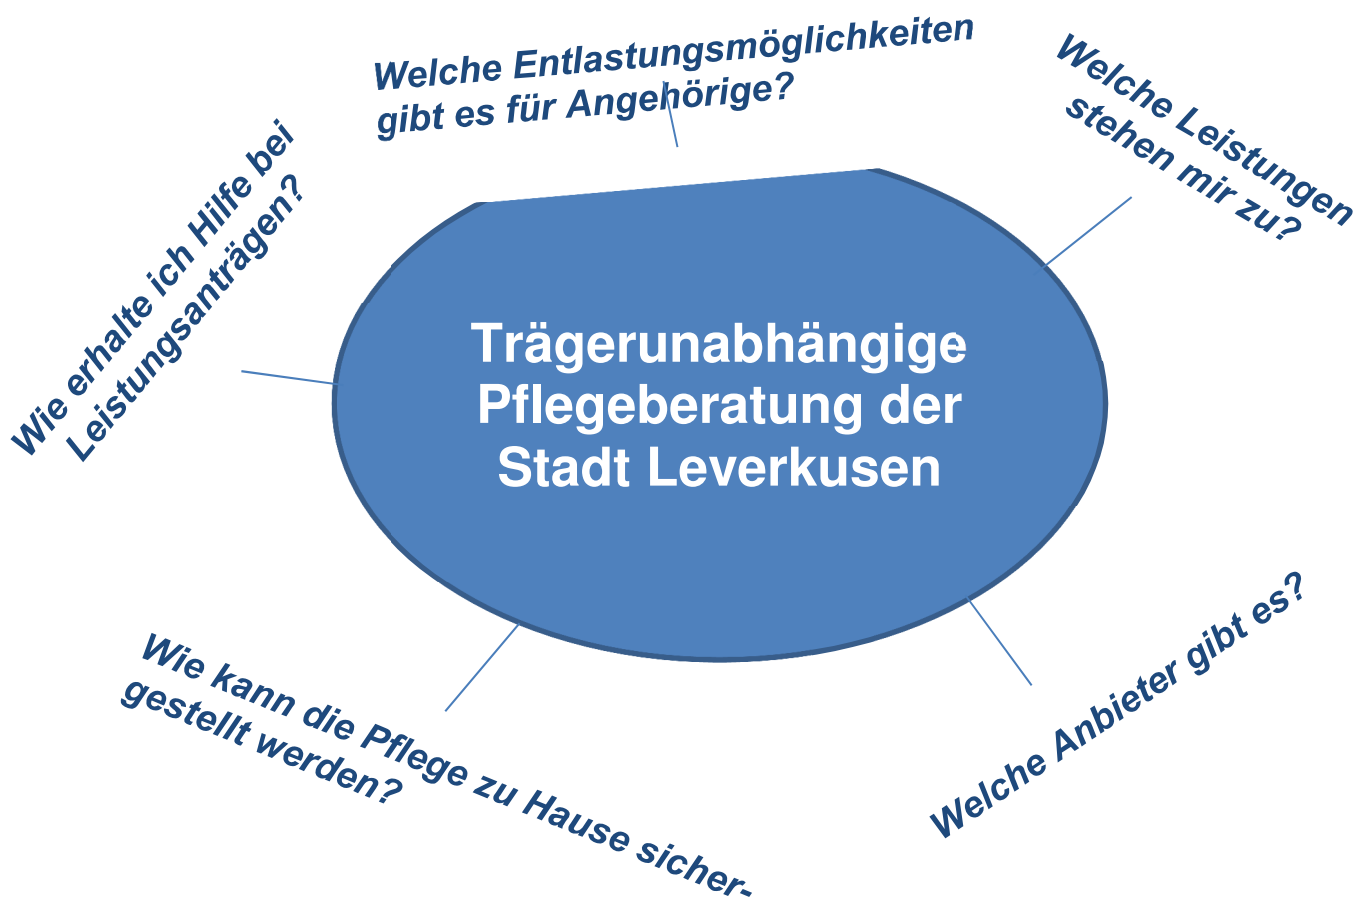 Welche Entlastungsmöglichkeiten
gibt es für Angehörige?
Welche Leistungen
stehen mir zu?
Wie erhalte ich Hilfe bei
Leistungsanträgen?
Trägerunabhängige
Pflegeberatung der
Stadt Leverkusen
Wie kann die Pflege zu Hause sicher-
gestellt werden?
Welche Anbieter gibt es?